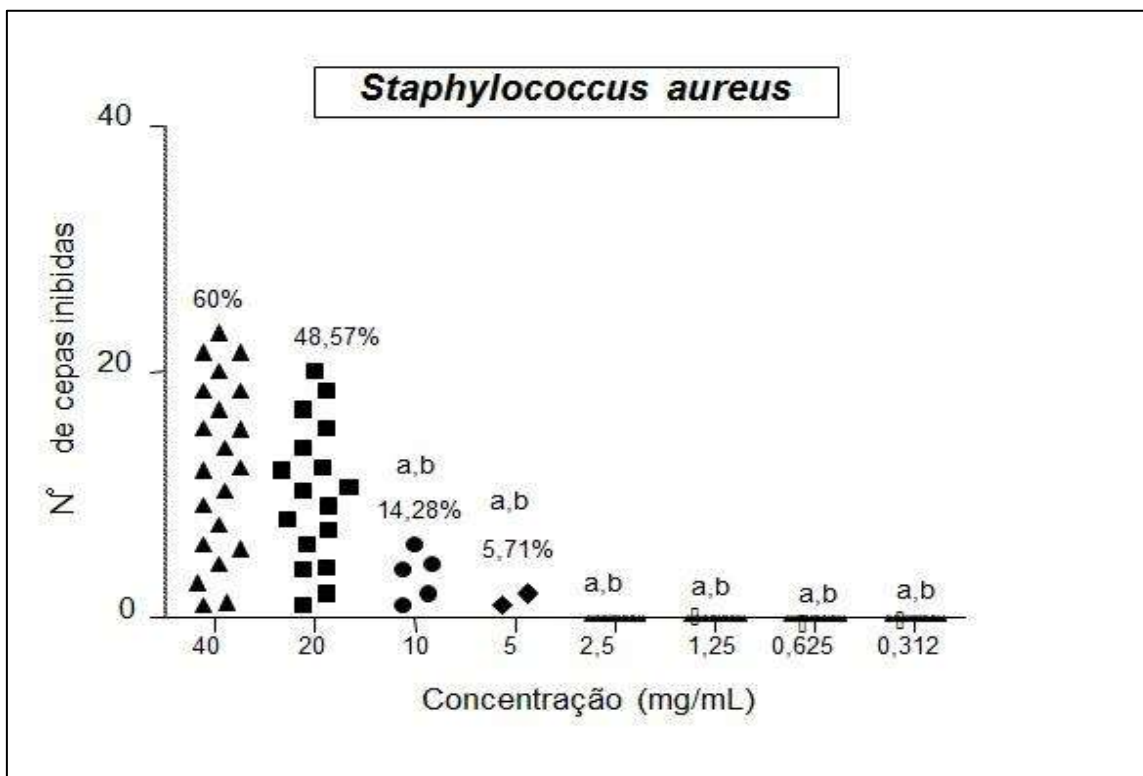 Staphylococcus aureus
40
20
0
N° de cepas inibidas
60%
48,57%
a,b
14,28%
a,b
5,71%
a,b
a,b
a,b
a,b
40 20 10 5 2,5 1,25 0,625 0,312
Concentração (mg/mL)